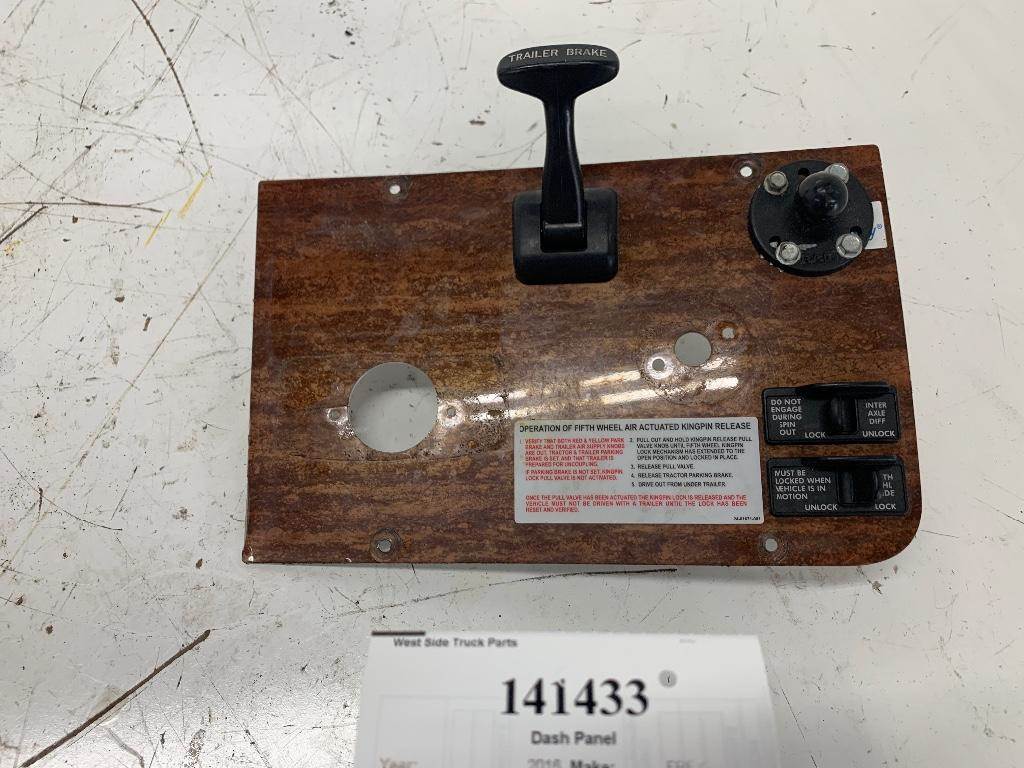 TRAILER BRAKE
DO NOT
ENGAGE
DURING
SPIN
OUT
LOCK
INTER
AXLE
DIFF
UNLOCK
OPERATION OF FIFTH WHEEL AIR ACTUATED KINGPIN RELEASE
1. VERIFY THAT BOTH RED & YELLOW PARK
BRAKE AND TRAILER AIR SUPPLY KNOBS
ARE OUT. TRACTOR & TRAILER PARKING
BRAKE IS SET, AND THAT TRAILER IS
PREPARED FOR UNCOUPLING.
IF PARKING BRAKE IS NOT SET, KINGPIN
LOCK PULL VALVE IS NOT ACTIVATED.
2. PULL OUT AND HOLD KINGPIN RELEASE PULL
VALVE KNOB UNTIL FIFTH WHEEL KINGPIN
LOCK MECHANISM HAS EXTENDED TO THE
OPEN POSITION AND LOCKED IN PLACE.
3. RELEASE PULL VALVE.
4. RELEASE TRACTOR PARKING BRAKE.
5. DRIVE OUT FROM UNDER TRAILER.
ONCE THE PULL VALVE HAS BEEN ACTUATED THE KINGPIN LOCK IS RELEASED AND THE
VEHICLE MUST NOT BE DRIVEN WITH A TRAILER UNTIL THE LOCK HAS BEEN
RESET AND VERIFIED.
MUST BE
LOCKED WHEN
VEHICLE IS IN
MOTION
UNLOCK
TH
HL
DE
LOCK
West Side Truck Parts
141433
Dash Panel
Year: 2016 Make: